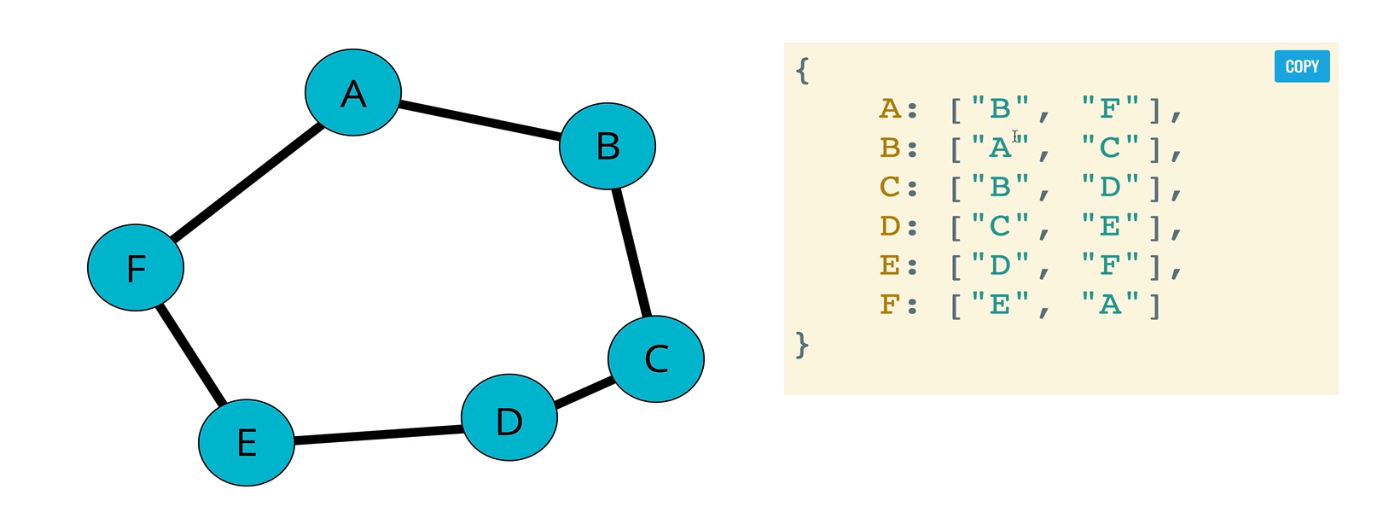 A
B
F
C
D
E
COPY
{
A: ["B", "F"],
B: ["A", "C"],
C: ["B", "D"],
D: ["C", "E"],
E: ["D", "F"],
F: ["E", "A"]
}